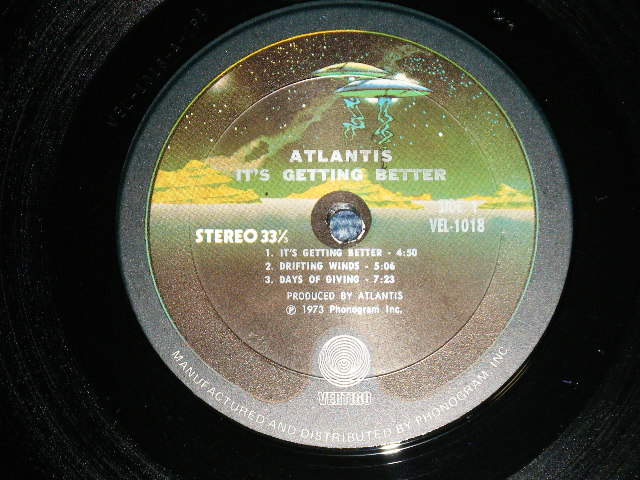 ATLANTIS
IT'S GETTING BETTER
SIDE 1
VEL-1018
STEREO 33⅓
1. IT'S GETTING BETTER - 4:50
2. DRIFTING WINDS - 5:06
3. DAYS OF GIVING - 7:23
PRODUCED BY ATLANTIS
℗ 1973 Phonogram Inc.
VERTIGO
MANUFACTURED AND DISTRIBUTED BY PHONOGRAM, INC.